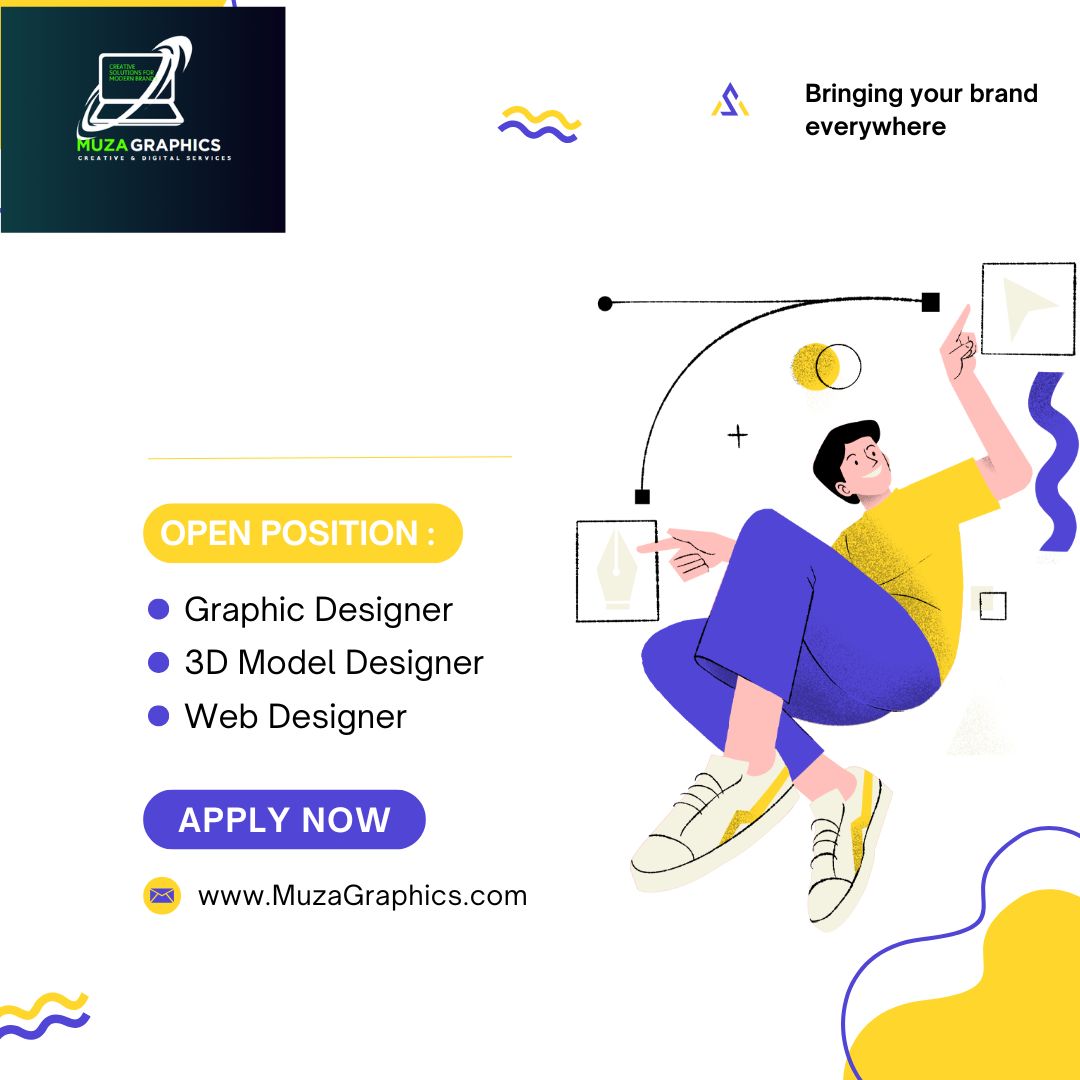 CREATIVE
SOLUTIONS FOR
MODERN BRANDS
MUZA GRAPHICS
CREATIVE & DIGITAL SERVICES
Bringing your brand
everywhere
OPEN POSITION :
Graphic Designer
3D Model Designer
Web Designer
APPLY NOW
www.MuzaGraphics.com